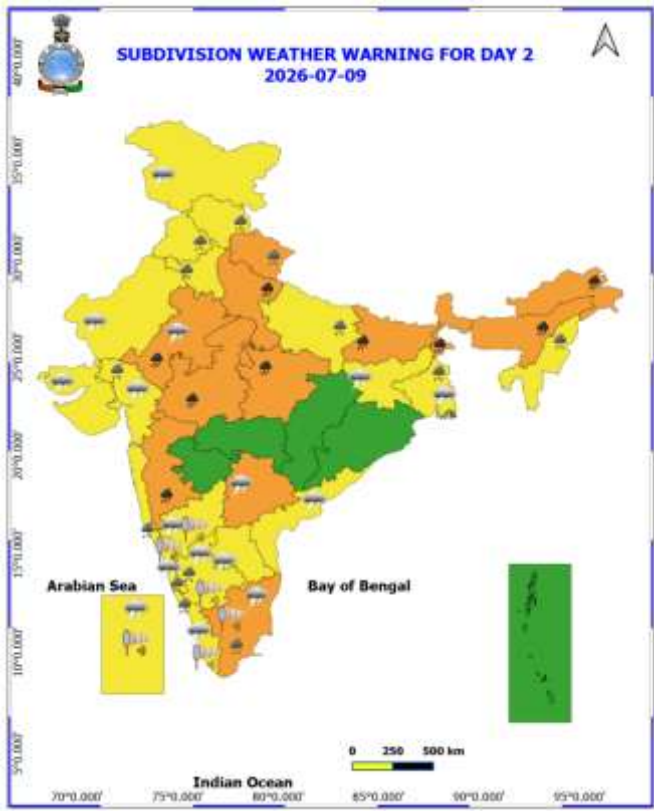 SUBDIVISION WEATHER WARNING FOR DAY 2
2026-07-09
40°0.000'
35°0.000'
30°0.000'
25°0.000'
20°0.000'
15°0.000'
10°0.000'
5°0.000'
Arabian Sea
Bay of Bengal
0 250 500 km
Indian Ocean
70°0.000' 75°0.000' 80°0.000' 85°0.000' 90°0.000' 95°0.000'